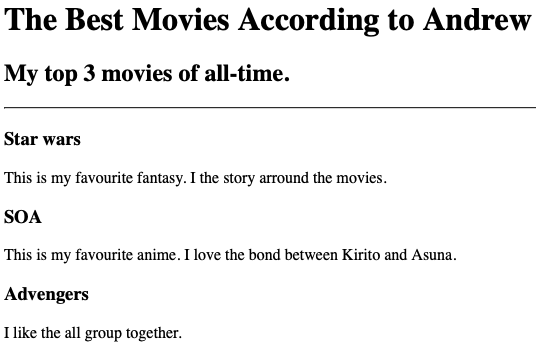 The Best Movies According to Andrew
My top 3 movies of all-time.
Star wars
This is my favourite fantasy. I the story arround the movies.
SOA
This is my favourite anime. I love the bond between Kirito and Asuna.
Advengers
I like the all group together.